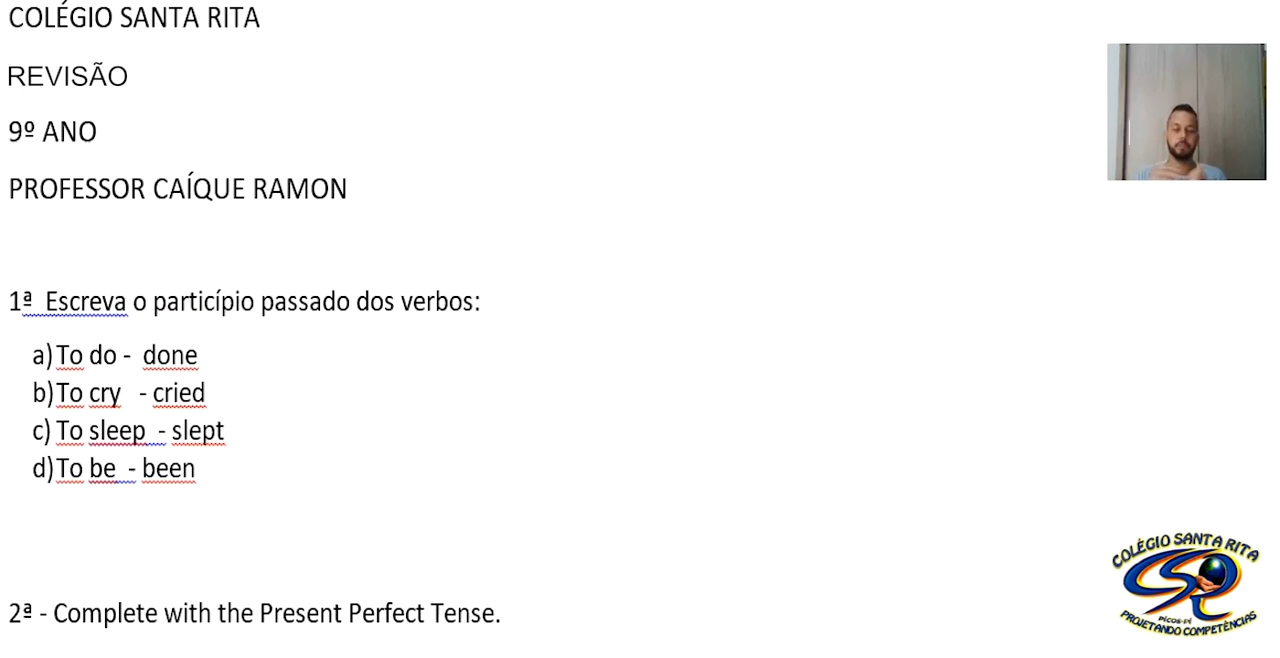 COLÉGIO SANTA RITA
REVISÃO
9º ANO
PROFESSOR CAÍQUE RAMON
1ª  Escreva o particípio passado dos verbos:
a) To do -  done
b) To cry   - cried
c) To sleep  - slept
d) To be  - been
COLÉGIO SANTA RITA
PICOS-PI
PROJETANDO COMPETÊNCIAS
2ª - Complete with the Present Perfect Tense.